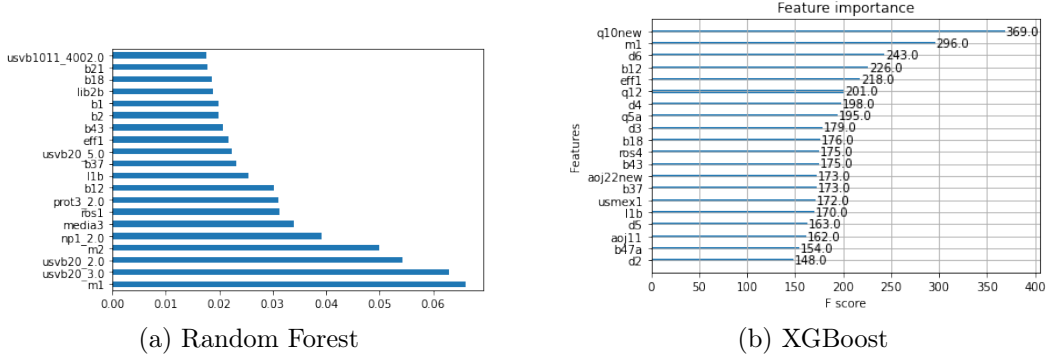 usvb1011_4002.0
b21
b18
lib2b
b1
b2
b43
eff1
usvb20_5.0
b37
l1b
b12
prot3_2.0
ros1
media3
np1_2.0
m2
usvb20_2.0
usvb20_3.0
m1
0.00 0.01 0.02 0.03 0.04 0.05 0.06
(a) Random Forest
Feature importance
Features
q10new 369.0
m1 296.0
d6 243.0
b12 226.0
eff1 218.0
q12 201.0
d4 198.0
q5a 195.0
d3 179.0
b18 176.0
ros4 175.0
b43 175.0
aoj22new 173.0
b37 173.0
usmex1 172.0
l1b 170.0
d5 163.0
aoj11 162.0
b47a 154.0
d2 148.0
0 50 100 150 200 250 300 350 400
F score
(b) XGBoost